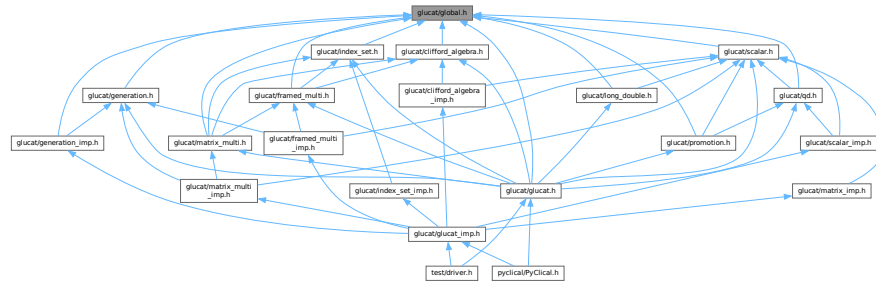 glucat/global.h
glucat/index_set.h
glucat/clifford_algebra.h
glucat/scalar.h
glucat/generation.h
glucat/framed_multi.h
glucat/clifford_algebra
_imp.h
glucat/long_double.h
glucat/qd.h
glucat/generation_imp.h
glucat/matrix_multi.h
glucat/framed_multi
_imp.h
glucat/promotion.h
glucat/scalar_imp.h
glucat/matrix_multi
_imp.h
glucat/index_set_imp.h
glucat/glucat.h
glucat/matrix_imp.h
glucat/glucat_imp.h
test/driver.h
pyclical/PyClical.h